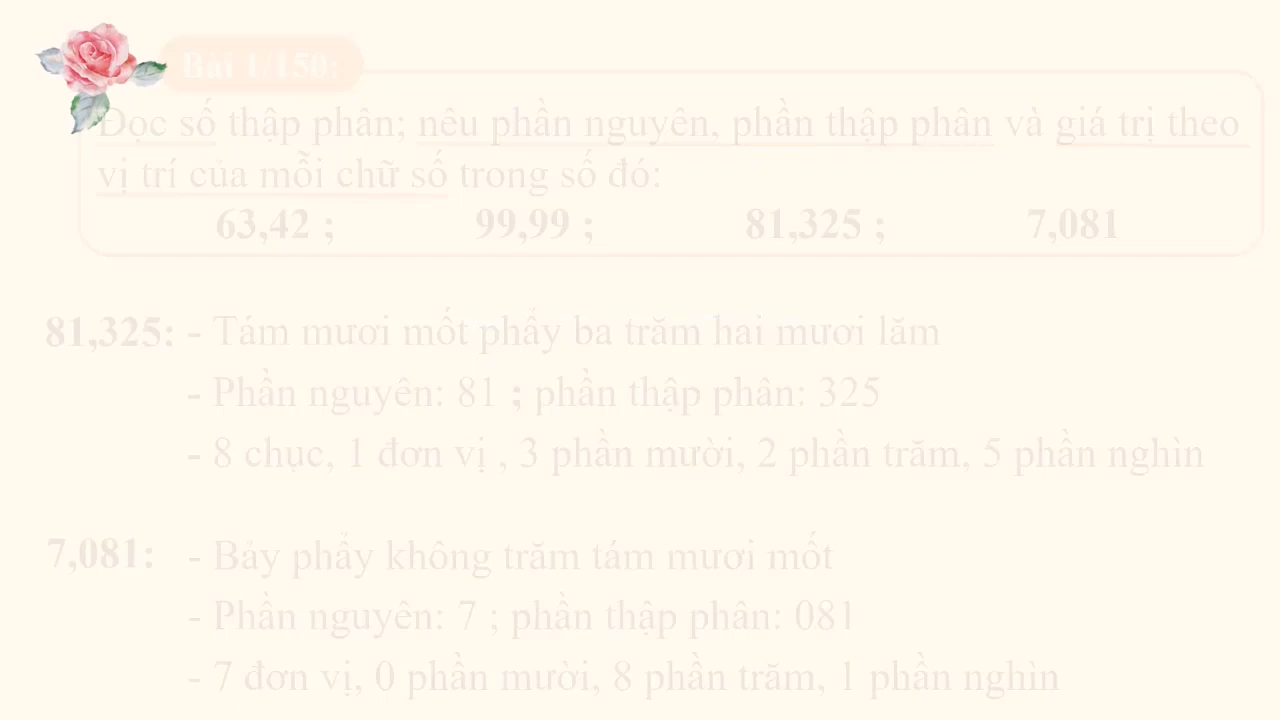 Bài 1/150:
Đọc số thập phân; nêu phần nguyên, phần thập phân và giá trị theo
vị trí của mỗi chữ số trong số đó:
63,42 ; 99,99 ; 81,325 ; 7,081
81,325: - Tám mươi mốt phẩy ba trăm hai mươi lăm
- Phần nguyên: 81 ; phần thập phân: 325
- 8 chục, 1 đơn vị , 3 phần mười, 2 phần trăm, 5 phần nghìn
7,081: - Bảy phẩy không trăm tám mươi mốt
- Phần nguyên: 7 ; phần thập phân: 081
- 7 đơn vị, 0 phần mười, 8 phần trăm, 1 phần nghìn